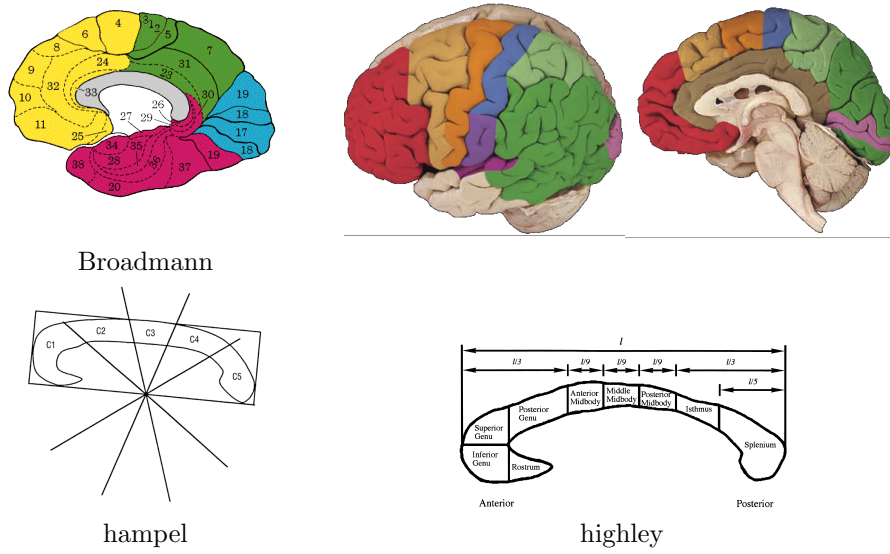 4
3
1
2
6
5
7
8
24
31
9
32
23
33
30
19
10
26
18
11
27
29
17
25
34
35
18
28
36
19
38
37
20
Broadmann
C1
C2
C3
C4
C5
hampel
l
l/3
l/9
l/9
l/9
l/3
l/5
Anterior Midbody
Middle Midbody
Posterior Midbody
Posterior Genu
Isthmus
Superior Genu
Splenium
Inferior Genu
Rostrum
Anterior
Posterior
highley